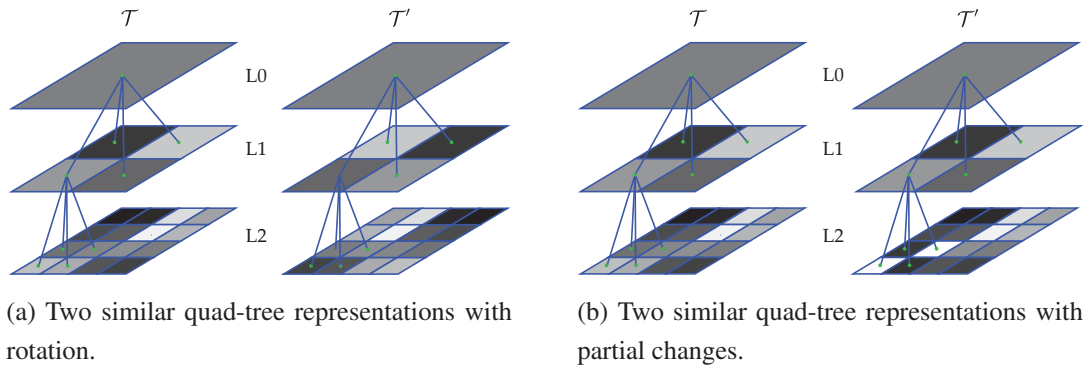 𝒯
𝒯′
L0
L1
L2
(a) Two similar quad-tree representations with
rotation.
𝒯
𝒯′
L0
L1
L2
(b) Two similar quad-tree representations with
partial changes.